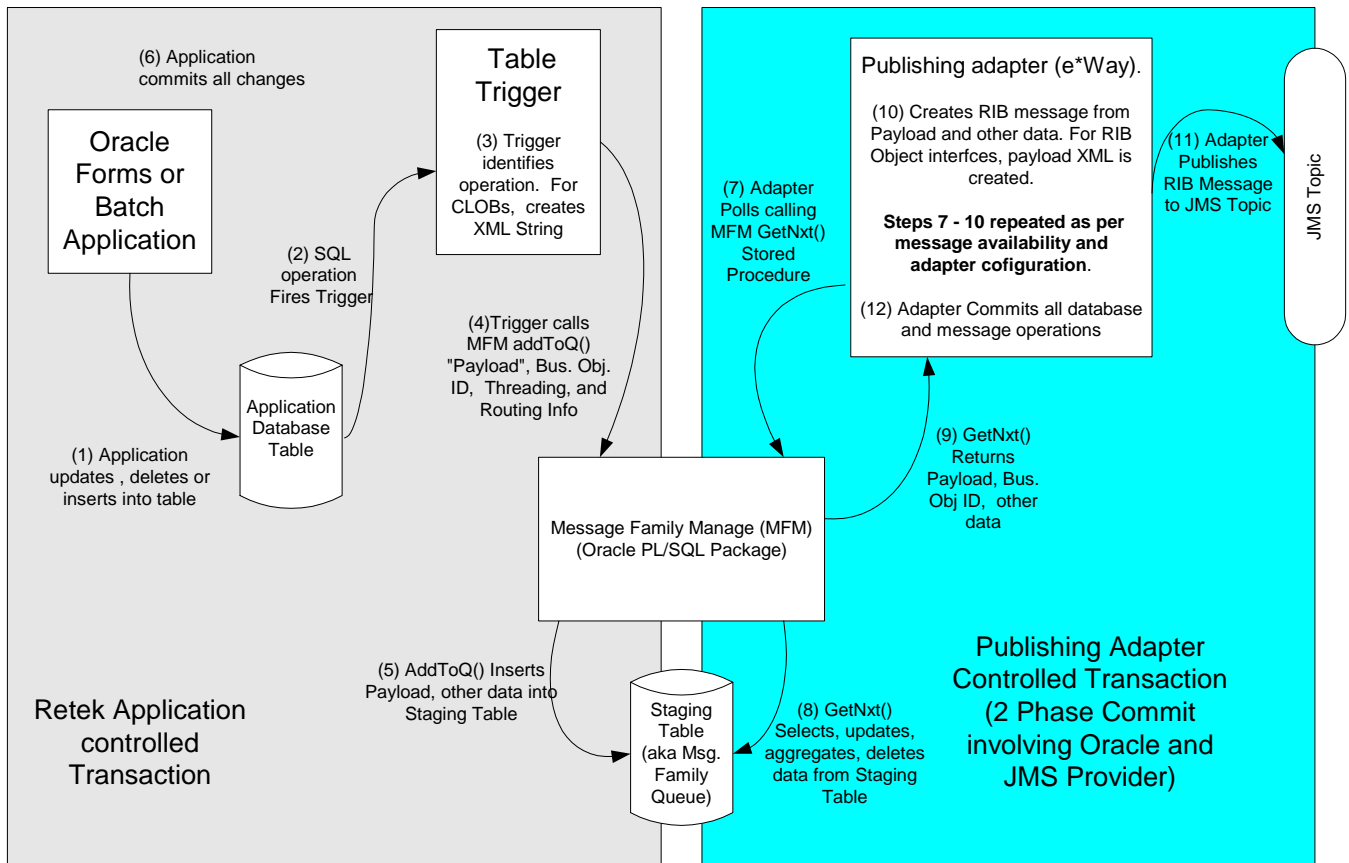 (6) Application
commits all changes
Oracle
Forms or
Batch
Application
Table
Trigger
(3) Trigger
identifies
operation. For
CLOBs, creates
XML String
(2) SQL
operation
Fires Trigger
(4)Trigger calls
MFM addToQ()
"Payload", Bus. Obj.
ID, Threading, and
Routing Info
Application
Database
Table
(1) Application
updates , deletes or
inserts into table
(5) AddToQ() Inserts
Payload, other data into
Staging Table
Retek Application
controlled
Transaction
Message Family Manage (MFM)
(Oracle PL/SQL Package)
Staging
Table
(aka Msg.
Family
Queue)
Publishing adapter (e*Way).
(10) Creates RIB message from
Payload and other data. For RIB
Object interfces, payload XML is
created.
Steps 7 - 10 repeated as per
message availability and
adapter cofiguration.
(12) Adapter Commits all database
and message operations
(7) Adapter
Polls calling
MFM GetNxt()
Stored
Procedure
(11) Adapter
Publishes
RIB Message
to JMS Topic
JMS Topic
(9) GetNxt()
Returns
Payload, Bus.
Obj ID, other
data
(8) GetNxt()
Selects, updates,
aggregates, deletes
data from Staging
Table
Publishing Adapter
Controlled Transaction
(2 Phase Commit
involving Oracle and
JMS Provider)